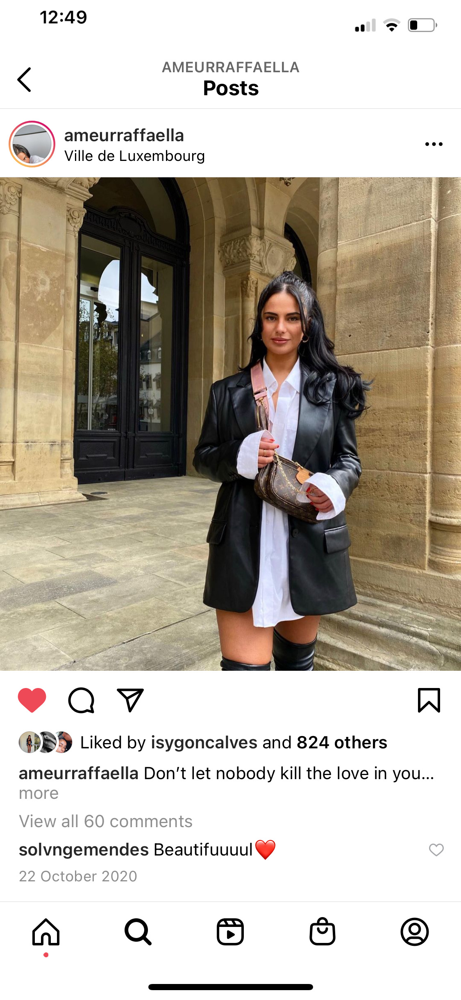 12:49
AMEURRAFFAELLA
Posts
ameurraffaella
Ville de Luxembourg
Liked by isygoncalves and 824 others
ameurraffaella Don’t let nobody kill the love in you...
more
View all 60 comments
solvngemendes Beautifuuuul❤️
22 October 2020